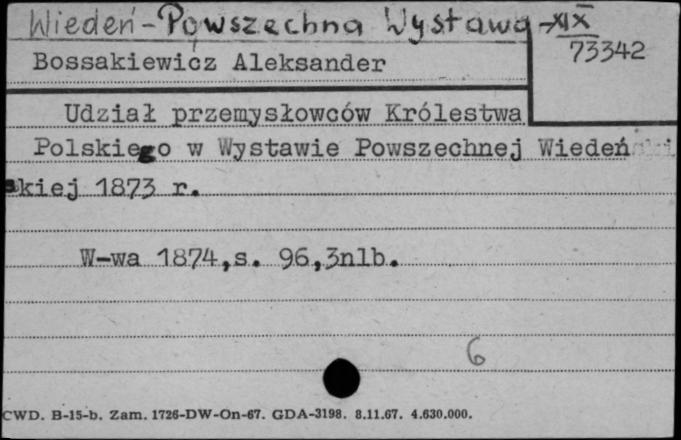 Wiedeń - Powszechna Wystawa - XIX
73342
Bossakiewicz Aleksander
Udział przemysłowców Królestwa
Polskiego w Wystawie Powszechnej Wiedeń
skiej 1873 r.
W-wa 1874,s. 96,3nlb.
6
CWD. B-15-b. Zam. 1726-DW-On-67. GDA-3198. 8.11.67. 4.630.000.